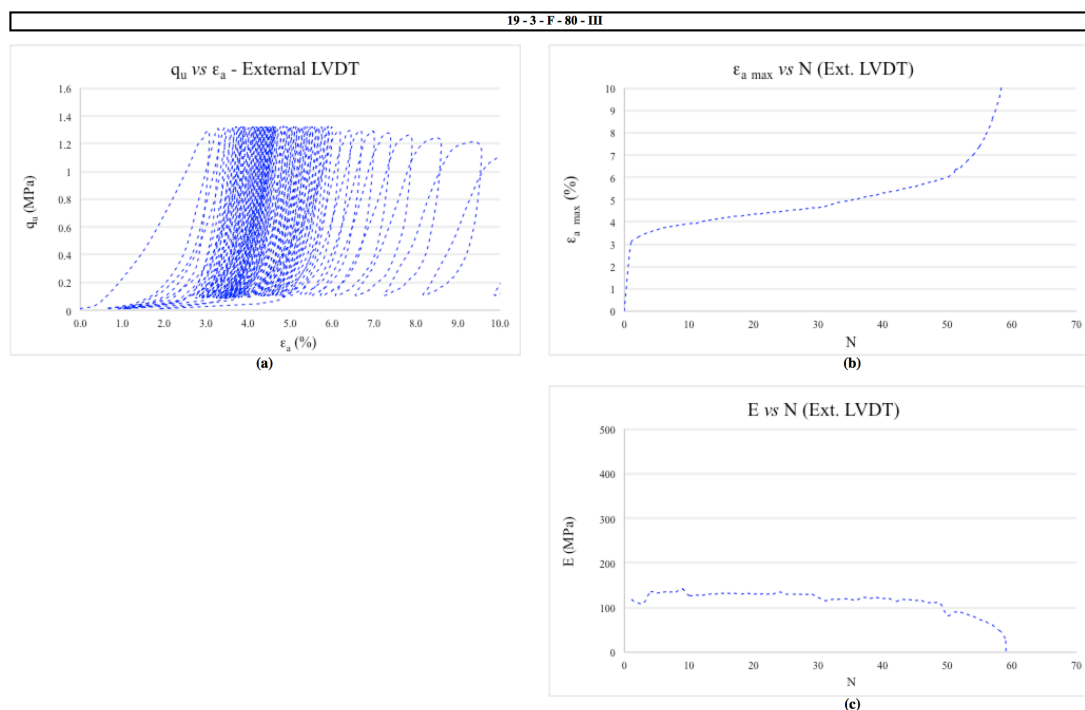 19 - 3 - F - 80 - III
qu vs εa - External LVDT
1.6
1.4
1.2
1
0.8
0.6
0.4
0.2
0
qu (MPa)
0.0 1.0 2.0 3.0 4.0 5.0 6.0 7.0 8.0 9.0 10.0
εa (%)
(a)
εa max vs N (Ext. LVDT)
10
9
8
7
6
5
4
3
2
1
0
εa max (%)
0 10 20 30 40 50 60 70
N
(b)
E vs N (Ext. LVDT)
500
400
300
200
100
0
E (MPa)
0 10 20 30 40 50 60 70
N
(c)